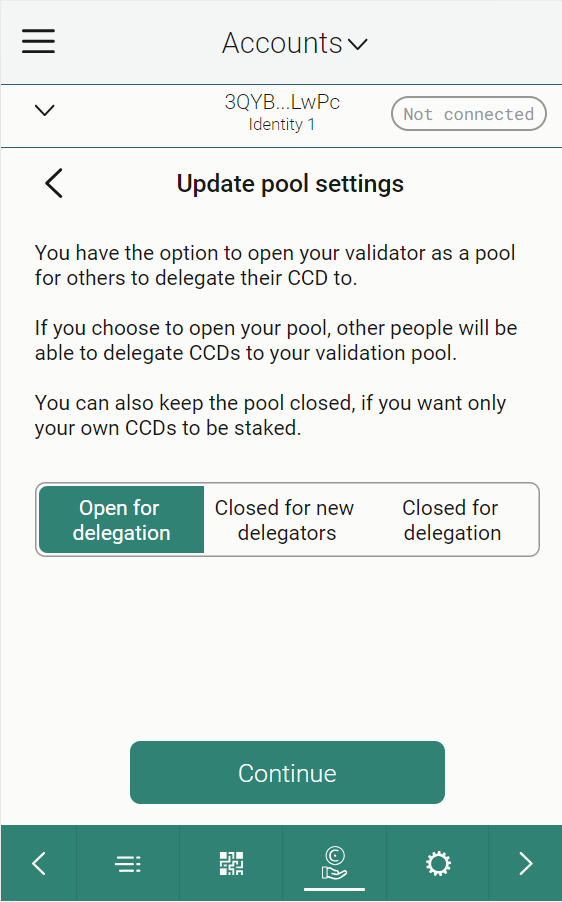 Accounts
3QYB...LwPc
Identity 1
Not connected
Update pool settings
You have the option to open your validator as a pool
for others to delegate their CCD to.
If you choose to open your pool, other people will be
able to delegate CCDs to your validation pool.
You can also keep the pool closed, if you want only
your own CCDs to be staked.
Open for
delegation
Closed for new
delegators
Closed for
delegation
Continue